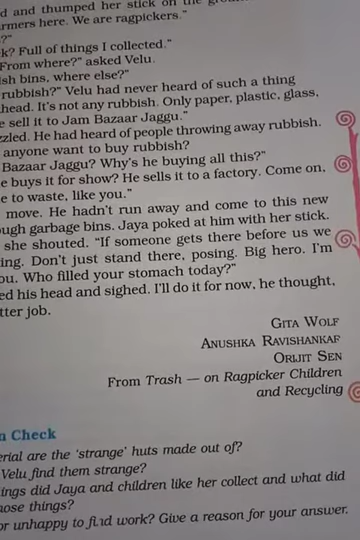 d and thumped her stick on the
rmers here. We are ragpickers."
?"
k? Full of things I collected."
From where?" asked Velu.
ish bins, where else?"
rubbish?" Velu had never heard of such a thing
head. It's not any rubbish. Only paper, plastic, glass,
e sell it to Jam Bazaar Jaggu."
zzled. He had heard of people throwing away rubbish.
anyone want to buy rubbish?
Bazaar Jaggu? Why's he buying all this?"
e buys it for show? He sells it to a factory. Come on,
e to waste, like you."
move. He hadn't run away and come to this new
ough garbage bins. Jaya poked at him with her stick.
she shouted. "If someone gets there before us we
ing. Don't just stand there, posing. Big hero. I'm
ou. Who filled your stomach today?"
ed his head and sighed. I'll do it for now, he thought,
tter job.
GITA WOLF
ANUSHKA RAVISHANKAR
ORIJIT SEN
From Trash — on Ragpicker Children
and Recycling
n Check
erial are the 'strange' huts made out of?
Velu find them strange?
ings did Jaya and children like her collect and what did
hose things?
or unhappy to find work? Give a reason for your answer.